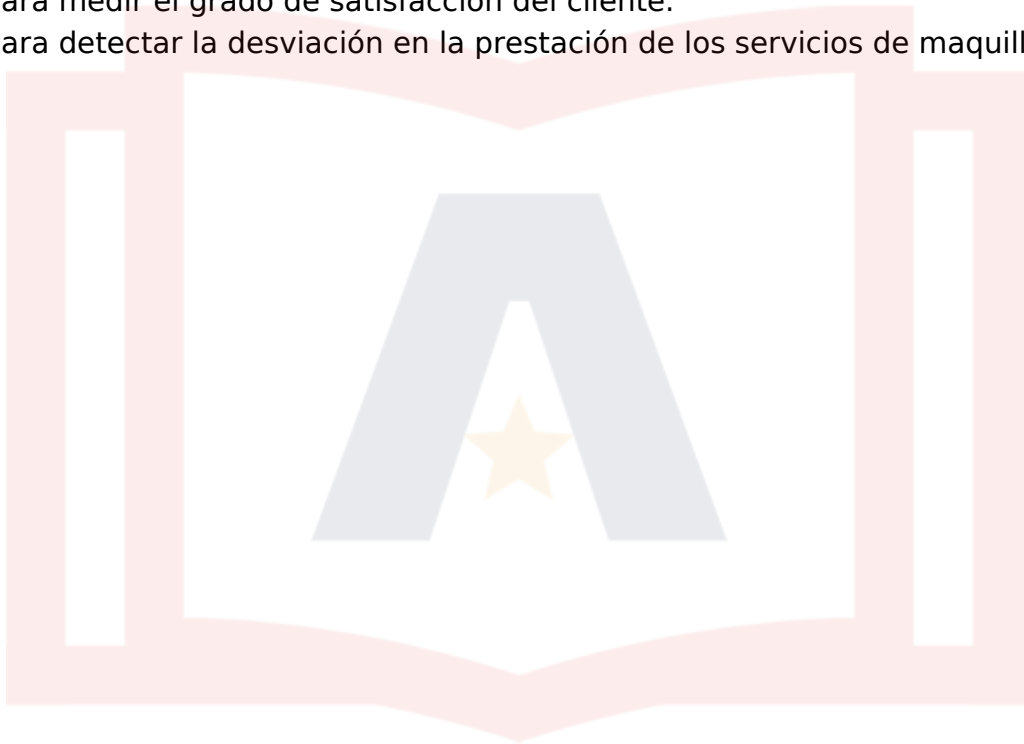 ara medir el grado de satisfacción del cliente.
ara detectar la desviación en la prestación de los servicios de maquill